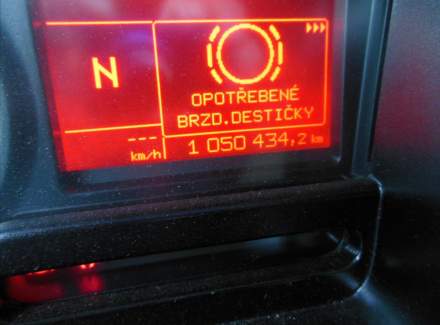 N
OPOTŘEBENÉ
BRZD.DESTIČKY
---
km/h
1 050 434,2 km